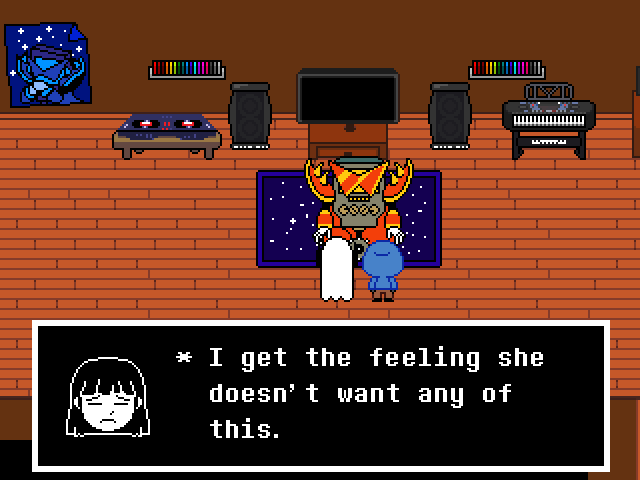 * I get the feeling she
doesn't want any of
this.